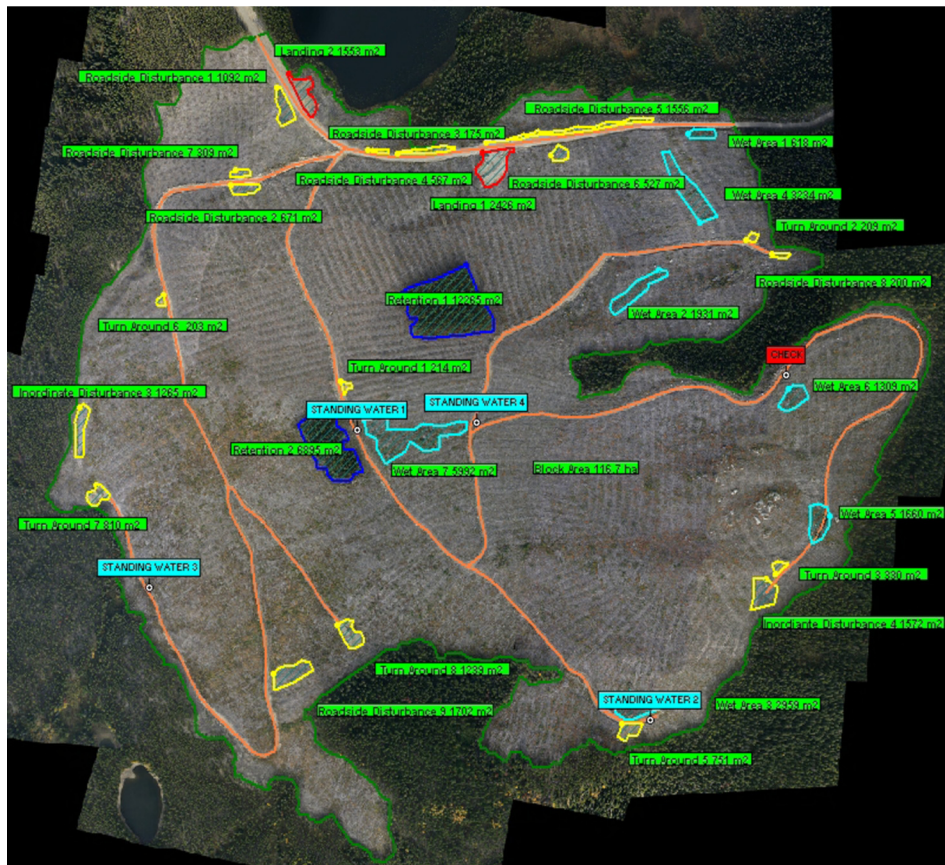 Landing 2 1553 m2
Roadside Disturbance 1 1092 m2
Roadside Disturbance 5 1556 m2
Roadside Disturbance 3 175 m2
Wet Area 1 618 m2
Roadside Disturbance 7 309 m2
Roadside Disturbance 4 567 m2
Roadside Disturbance 6 527 m2
Wet Area 4 3234 m2
Landing 1 2426 m2
Roadside Disturbance 2 671 m2
Turn Around 2 209 m2
Roadside Disturbance 8 200 m2
Retention 1 12265 m2
Wet Area 2 1931 m2
Turn Around 6 203 m2
CHECK
Turn Around 1 214 m2
Inordinate Disturbance 3 1265 m2
Wet Area 6 1309 m2
STANDING WATER 1
STANDING WATER 4
Retention 2 6895 m2
Wet Area 7 5992 m2
Block Area 116.7 ha
Wet Area 5 1660 m2
Turn Around 7 810 m2
STANDING WATER 3
Turn Around 3 330 m2
Inordiante Disturbance 4 1572 m2
Turn Around 8 1239 m2
STANDING WATER 2
Wet Area 3 2959 m2
Roadside Disturbance 9 1702 m2
Turn Around 5 751 m2